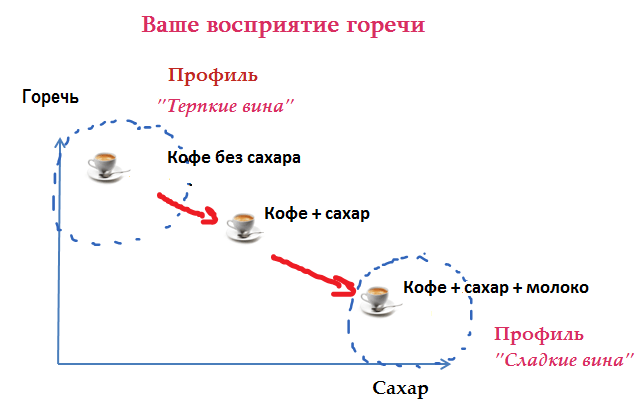 Ваше восприятие горечи
Профиль
"Терпкие вина"
Горечь
Кофе без сахара
Кофе + сахар
Кофе + сахар + молоко
Профиль
"Сладкие вина"
Сахар